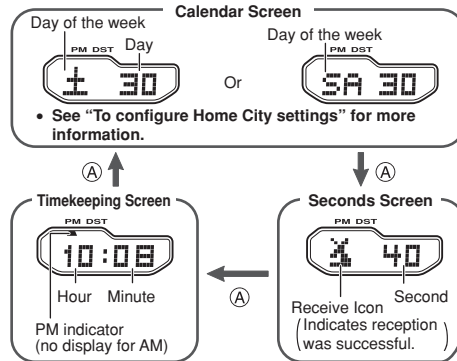 Calendar Screen
Day of the week
Day
PM DST
土 30
Or
Day of the week
PM DST
SA 30
• See “To configure Home City settings” for more
information.
A
A
Timekeeping Screen
PM DST
10:08
Hour Minute
PM indicator
(no display for AM)
A
Seconds Screen
PM DST
40
Second
Receive Icon
(Indicates reception
was successful.)